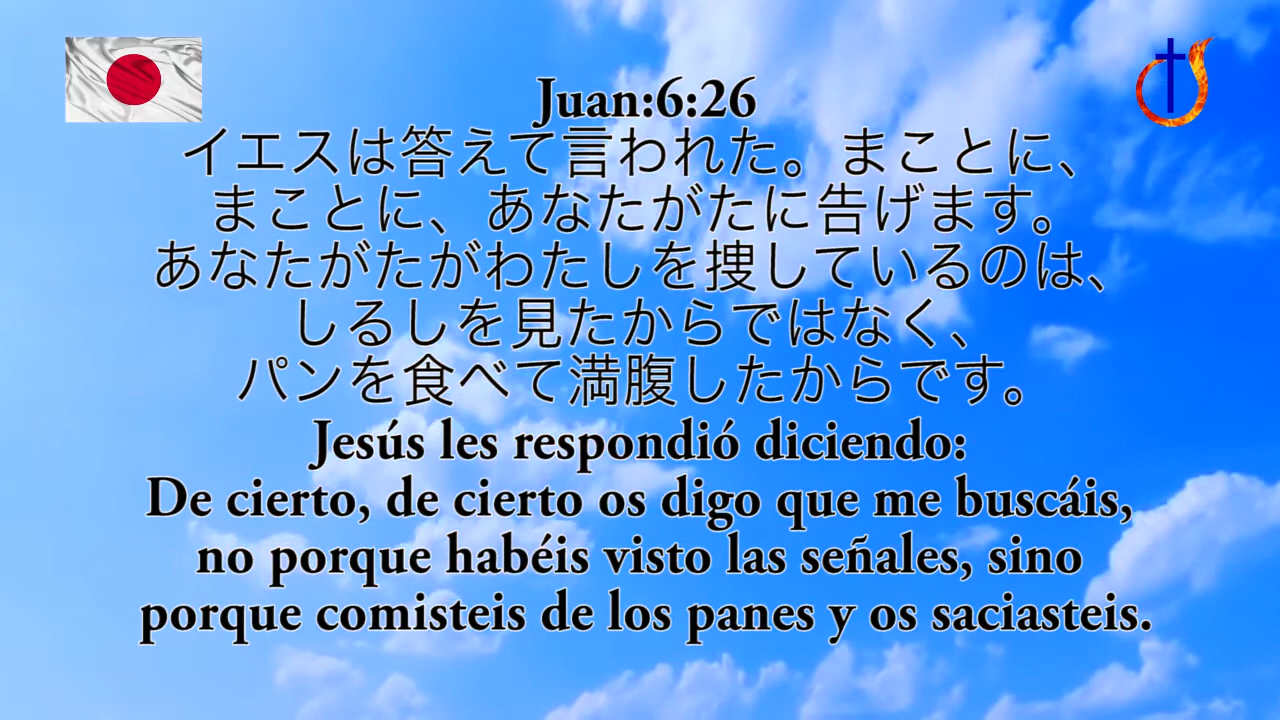 Juan:6:26
イエスは答えて言われた。まことに、
まことに、あなたがたに告げます。
あなたがたがわたしを捜しているのは、
しるしを見たからではなく、
パンを食べて満腹したからです。
Jesús les respondió diciendo:
De cierto, de cierto os digo que me buscáis,
no porque habéis visto las señales, sino
porque comisteis de los panes y os saciasteis.